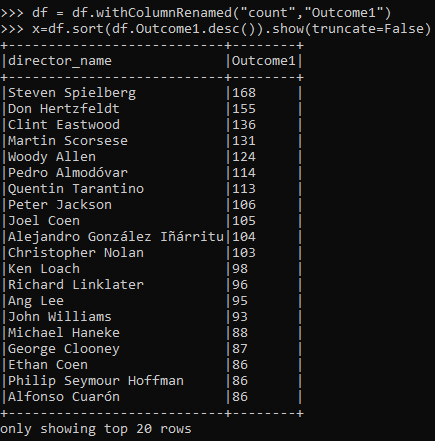 >>> df = df.withColumnRenamed("count","Outcome1")
>>> x=df.sort(df.Outcome1.desc()).show(truncate=False)
+--------------------------+--------+
|director_name             |Outcome1|
+--------------------------+--------+
|Steven Spielberg          |168     |
|Don Hertzfeldt            |155     |
|Clint Eastwood            |136     |
|Martin Scorsese           |131     |
|Woody Allen               |124     |
|Pedro Almodóvar           |114     |
|Quentin Tarantino         |113     |
|Peter Jackson             |106     |
|Joel Coen                 |105     |
|Alejandro González Iñárritu|104     |
|Christopher Nolan         |103     |
|Ken Loach                 |98      |
|Richard Linklater         |96      |
|Ang Lee                   |95      |
|John Williams             |93      |
|Michael Haneke            |88      |
|George Clooney            |87      |
|Ethan Coen                |86      |
|Philip Seymour Hoffman    |86      |
|Alfonso Cuarón            |86      |
+--------------------------+--------+
only showing top 20 rows